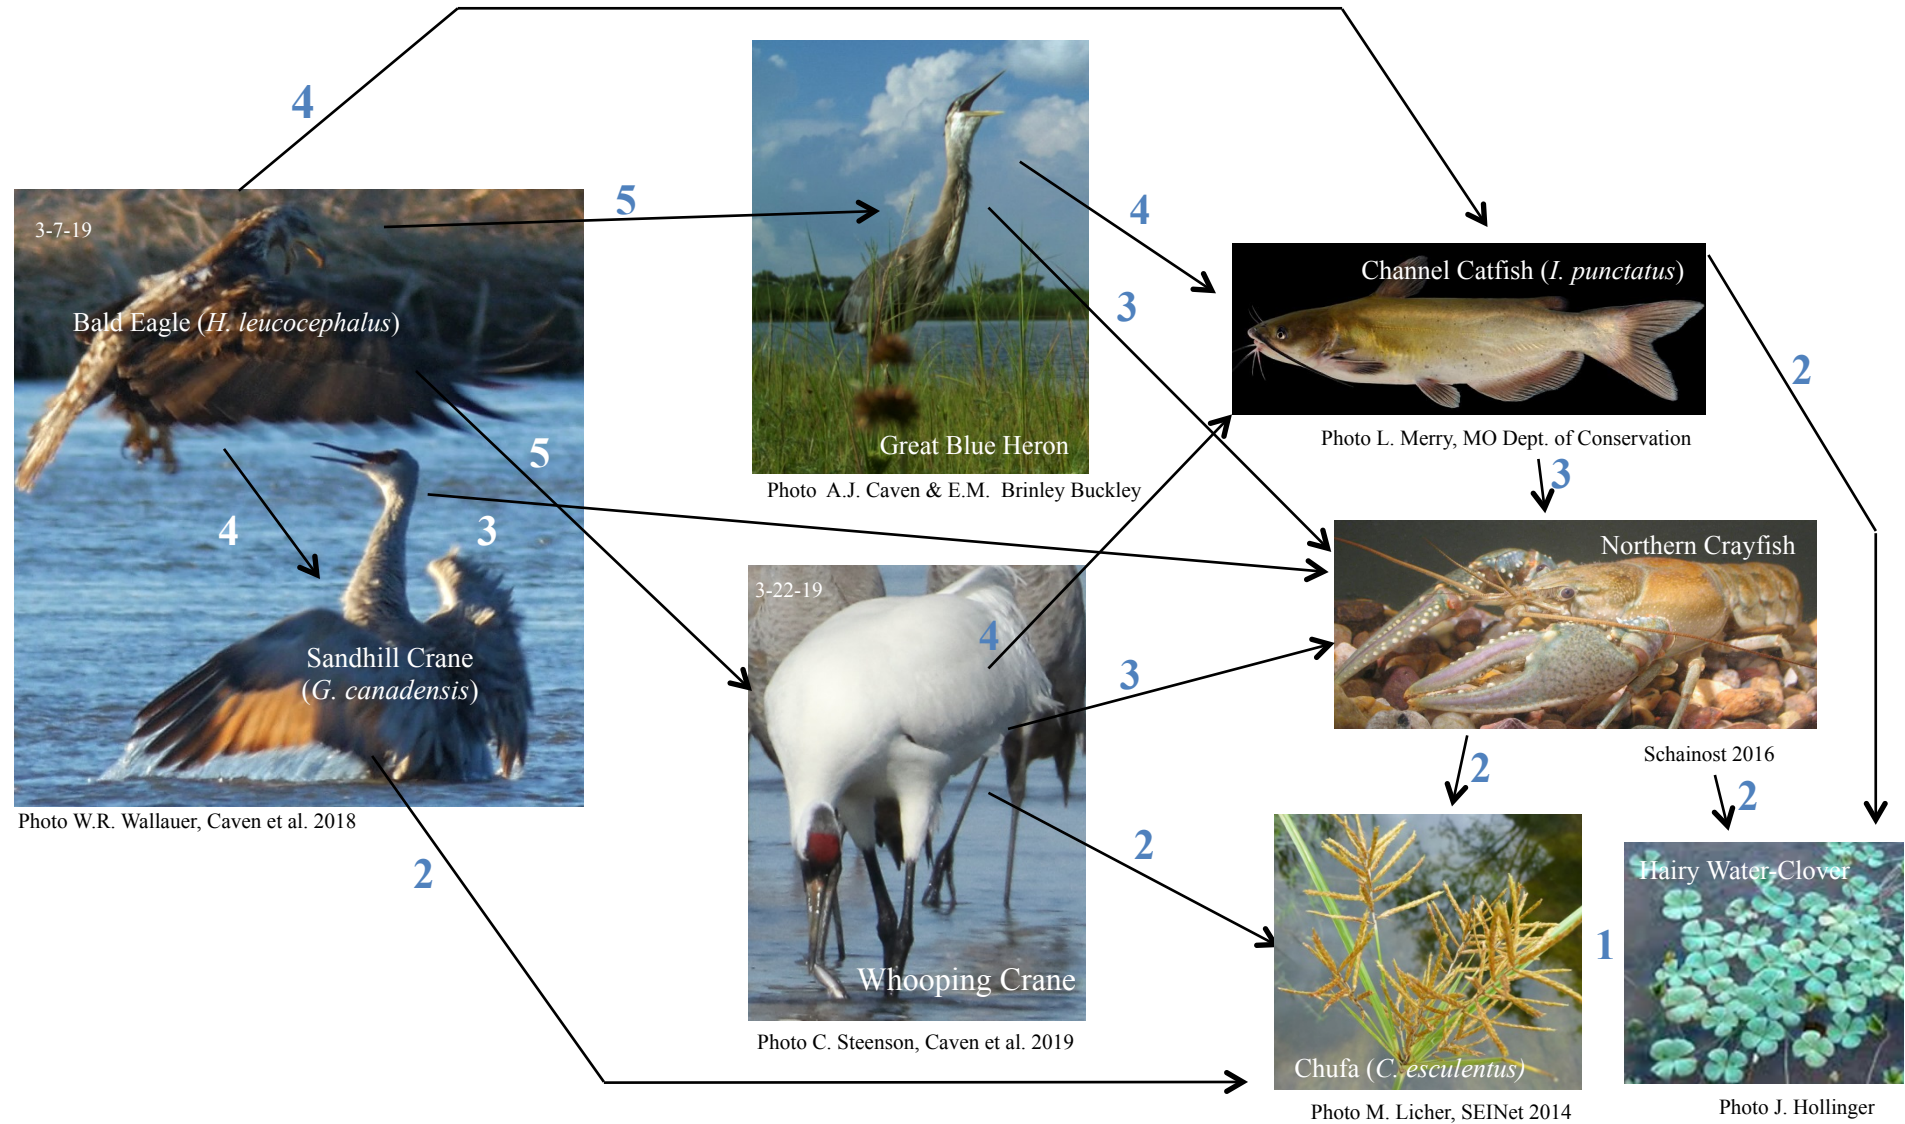 4
5
3-7-19
4
Channel Catfish (I. punctatus)
3
Bald Eagle (H. leucocephalus)
2
Great Blue Heron
Photo L. Merry, MO Dept. of Conservation
5
3
Photo A.J. Caven & E.M. Brinley Buckley
4
3
Northern Crayfish
3-22-19
4
Sandhill Crane
(G. canadensis)
3
Schainost 2016
2
2
Photo W.R. Wallauer, Caven et al. 2018
2
2
Hairy Water-Clover
1
Whooping Crane
Photo C. Steenson, Caven et al. 2019
Chufa (C. esculentus)
Photo M. Licher, SEINet 2014
Photo J. Hollinger